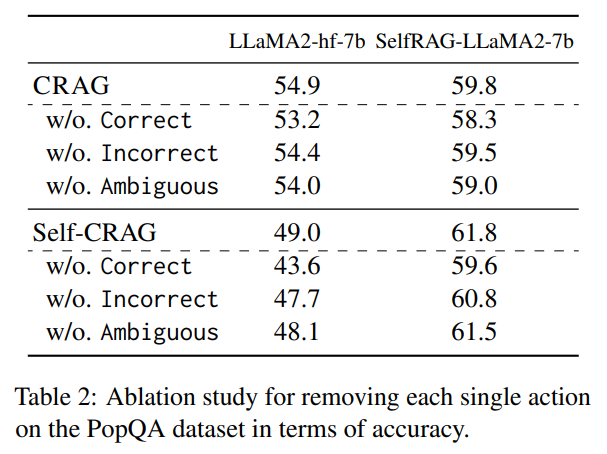 LLaMA2-hf-7b SelfRAG-LLaMA2-7b
CRAG 54.9 59.8
w/o. Correct 53.2 58.3
w/o. Incorrect 54.4 59.5
w/o. Ambiguous 54.0 59.0
Self-CRAG 49.0 61.8
w/o. Correct 43.6 59.6
w/o. Incorrect 47.7 60.8
w/o. Ambiguous 48.1 61.5
Table 2: Ablation study for removing each single action
on the PopQA dataset in terms of accuracy.